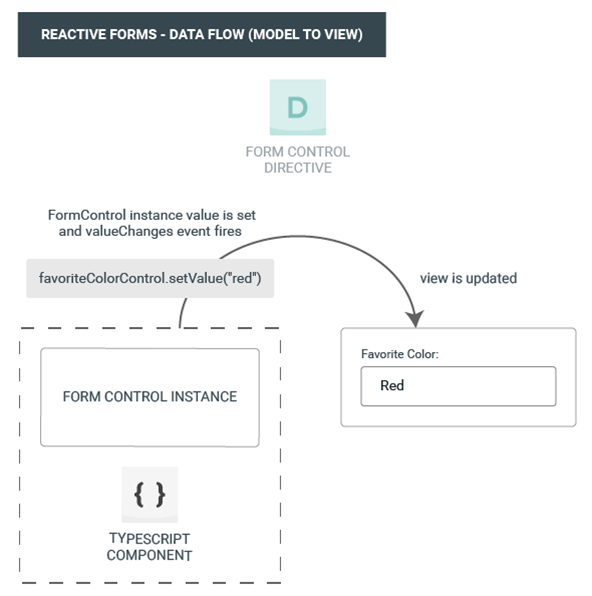 REACTIVE FORMS - DATA FLOW (MODEL TO VIEW)
D
FORM CONTROL
DIRECTIVE
FormControl instance value is set
and valueChanges event fires
favoriteColorControl.setValue("red")
view is updated
Favorite Color:
Red
FORM CONTROL INSTANCE
{ }
TYPESCRIPT
COMPONENT